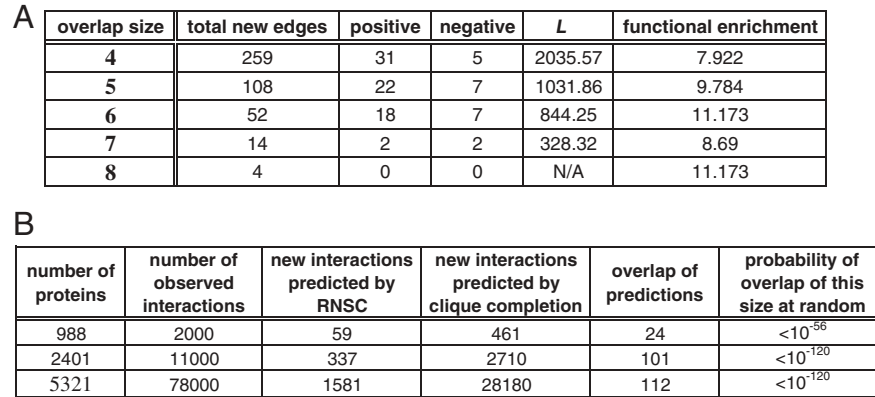 A
overlap size total new edges positive negative L functional enrichment
4 259 31 5 2035.57 7.922
5 108 22 7 1031.86 9.784
6 52 18 7 844.25 11.173
7 14 2 2 328.32 8.69
8 4 0 0 N/A 11.173
B
number of proteins number of observed interactions new interactions predicted by RNSC new interactions predicted by clique completion overlap of predictions probability of overlap of this size at random
988 2000 59 461 24 <10^-56
2401 11000 337 2710 101 <10^-120
5321 78000 1581 28180 112 <10^-120